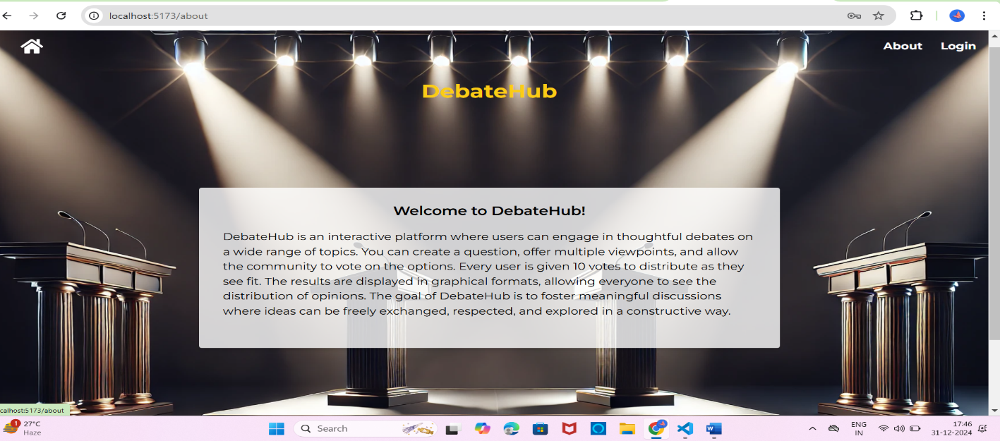 localhost:5173/about
About Login
DebateHub
Welcome to DebateHub!
DebateHub is an interactive platform where users can engage in thoughtful debates on
a wide range of topics. You can create a question, offer multiple viewpoints, and allow
the community to vote on the options. Every user is given 10 votes to distribute as they
see fit. The results are displayed in graphical formats, allowing everyone to see the
distribution of opinions. The goal of DebateHub is to foster meaningful discussions
where ideas can be freely exchanged, respected, and explored in a constructive way.
calhost:5173/about
1
27°C
Haze
Search
ENG
IN
17:46
31-12-2024